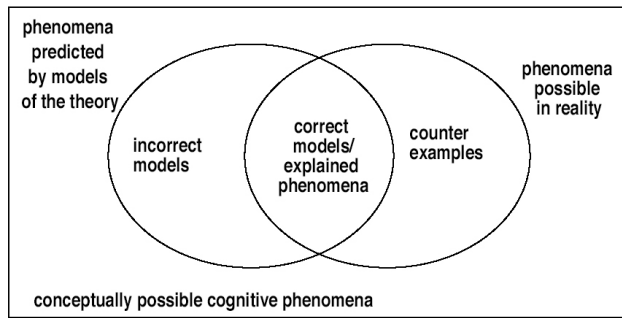 phenomena
predicted
by models
of the theory
incorrect
models
correct
models/
explained
phenomena
counter
examples
phenomena
possible
in reality
conceptually possible cognitive phenomena